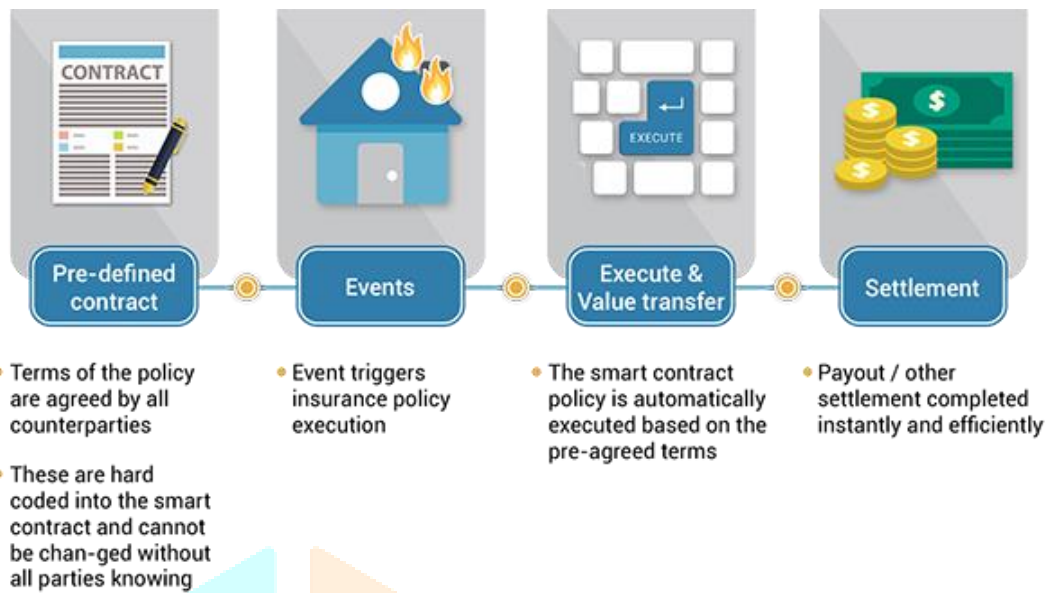 CONTRACT
EXECUTE
Pre-defined
contract
Events
Execute &
Value transfer
Settlement
Terms of the policy
are agreed by all
counterparties
These are hard
coded into the smart
contract and cannot
be chan-ged without
all parties knowing
Event triggers
insurance policy
execution
The smart contract
policy is automatically
executed based on the
pre-agreed terms
Payout / other
settlement completed
instantly and efficiently